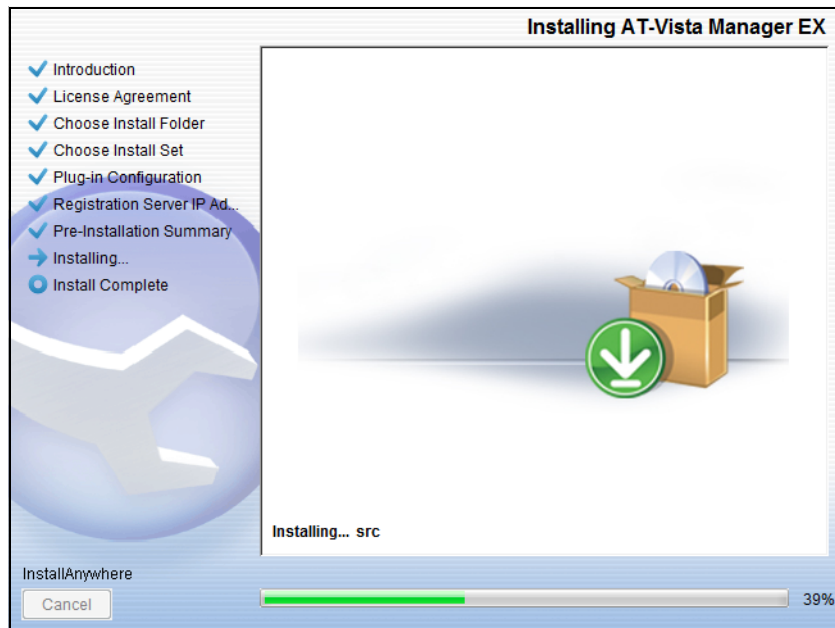 Installing AT-Vista Manager EX
Introduction
License Agreement
Choose Install Folder
Choose Install Set
Plug-in Configuration
Registration Server IP Ad...
Pre-Installation Summary
Installing...
Install Complete
Installing... src
InstallAnywhere
Cancel
39%